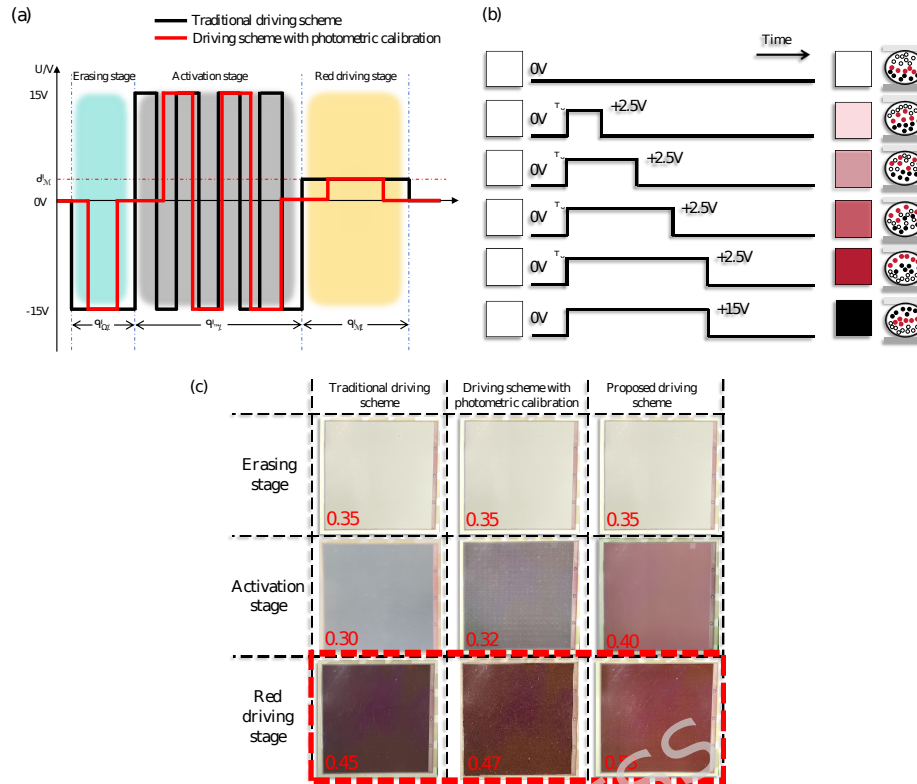 (a)
Traditional driving scheme
Driving scheme with photometric calibration
U/V
Erasing stage
Activation stage
Red driving stage
15V
0V
-15V
(b)
Time
0V
0V
+2.5V
0V
+2.5V
0V
+2.5V
0V
+2.5V
0V
+15V
(c)
Traditional driving
scheme
Driving scheme with
photometric calibration
Proposed driving
scheme
Erasing
stage
0.35
0.35
0.35
Activation
stage
0.30
0.32
0.40
Red
driving
stage
0.45
0.47